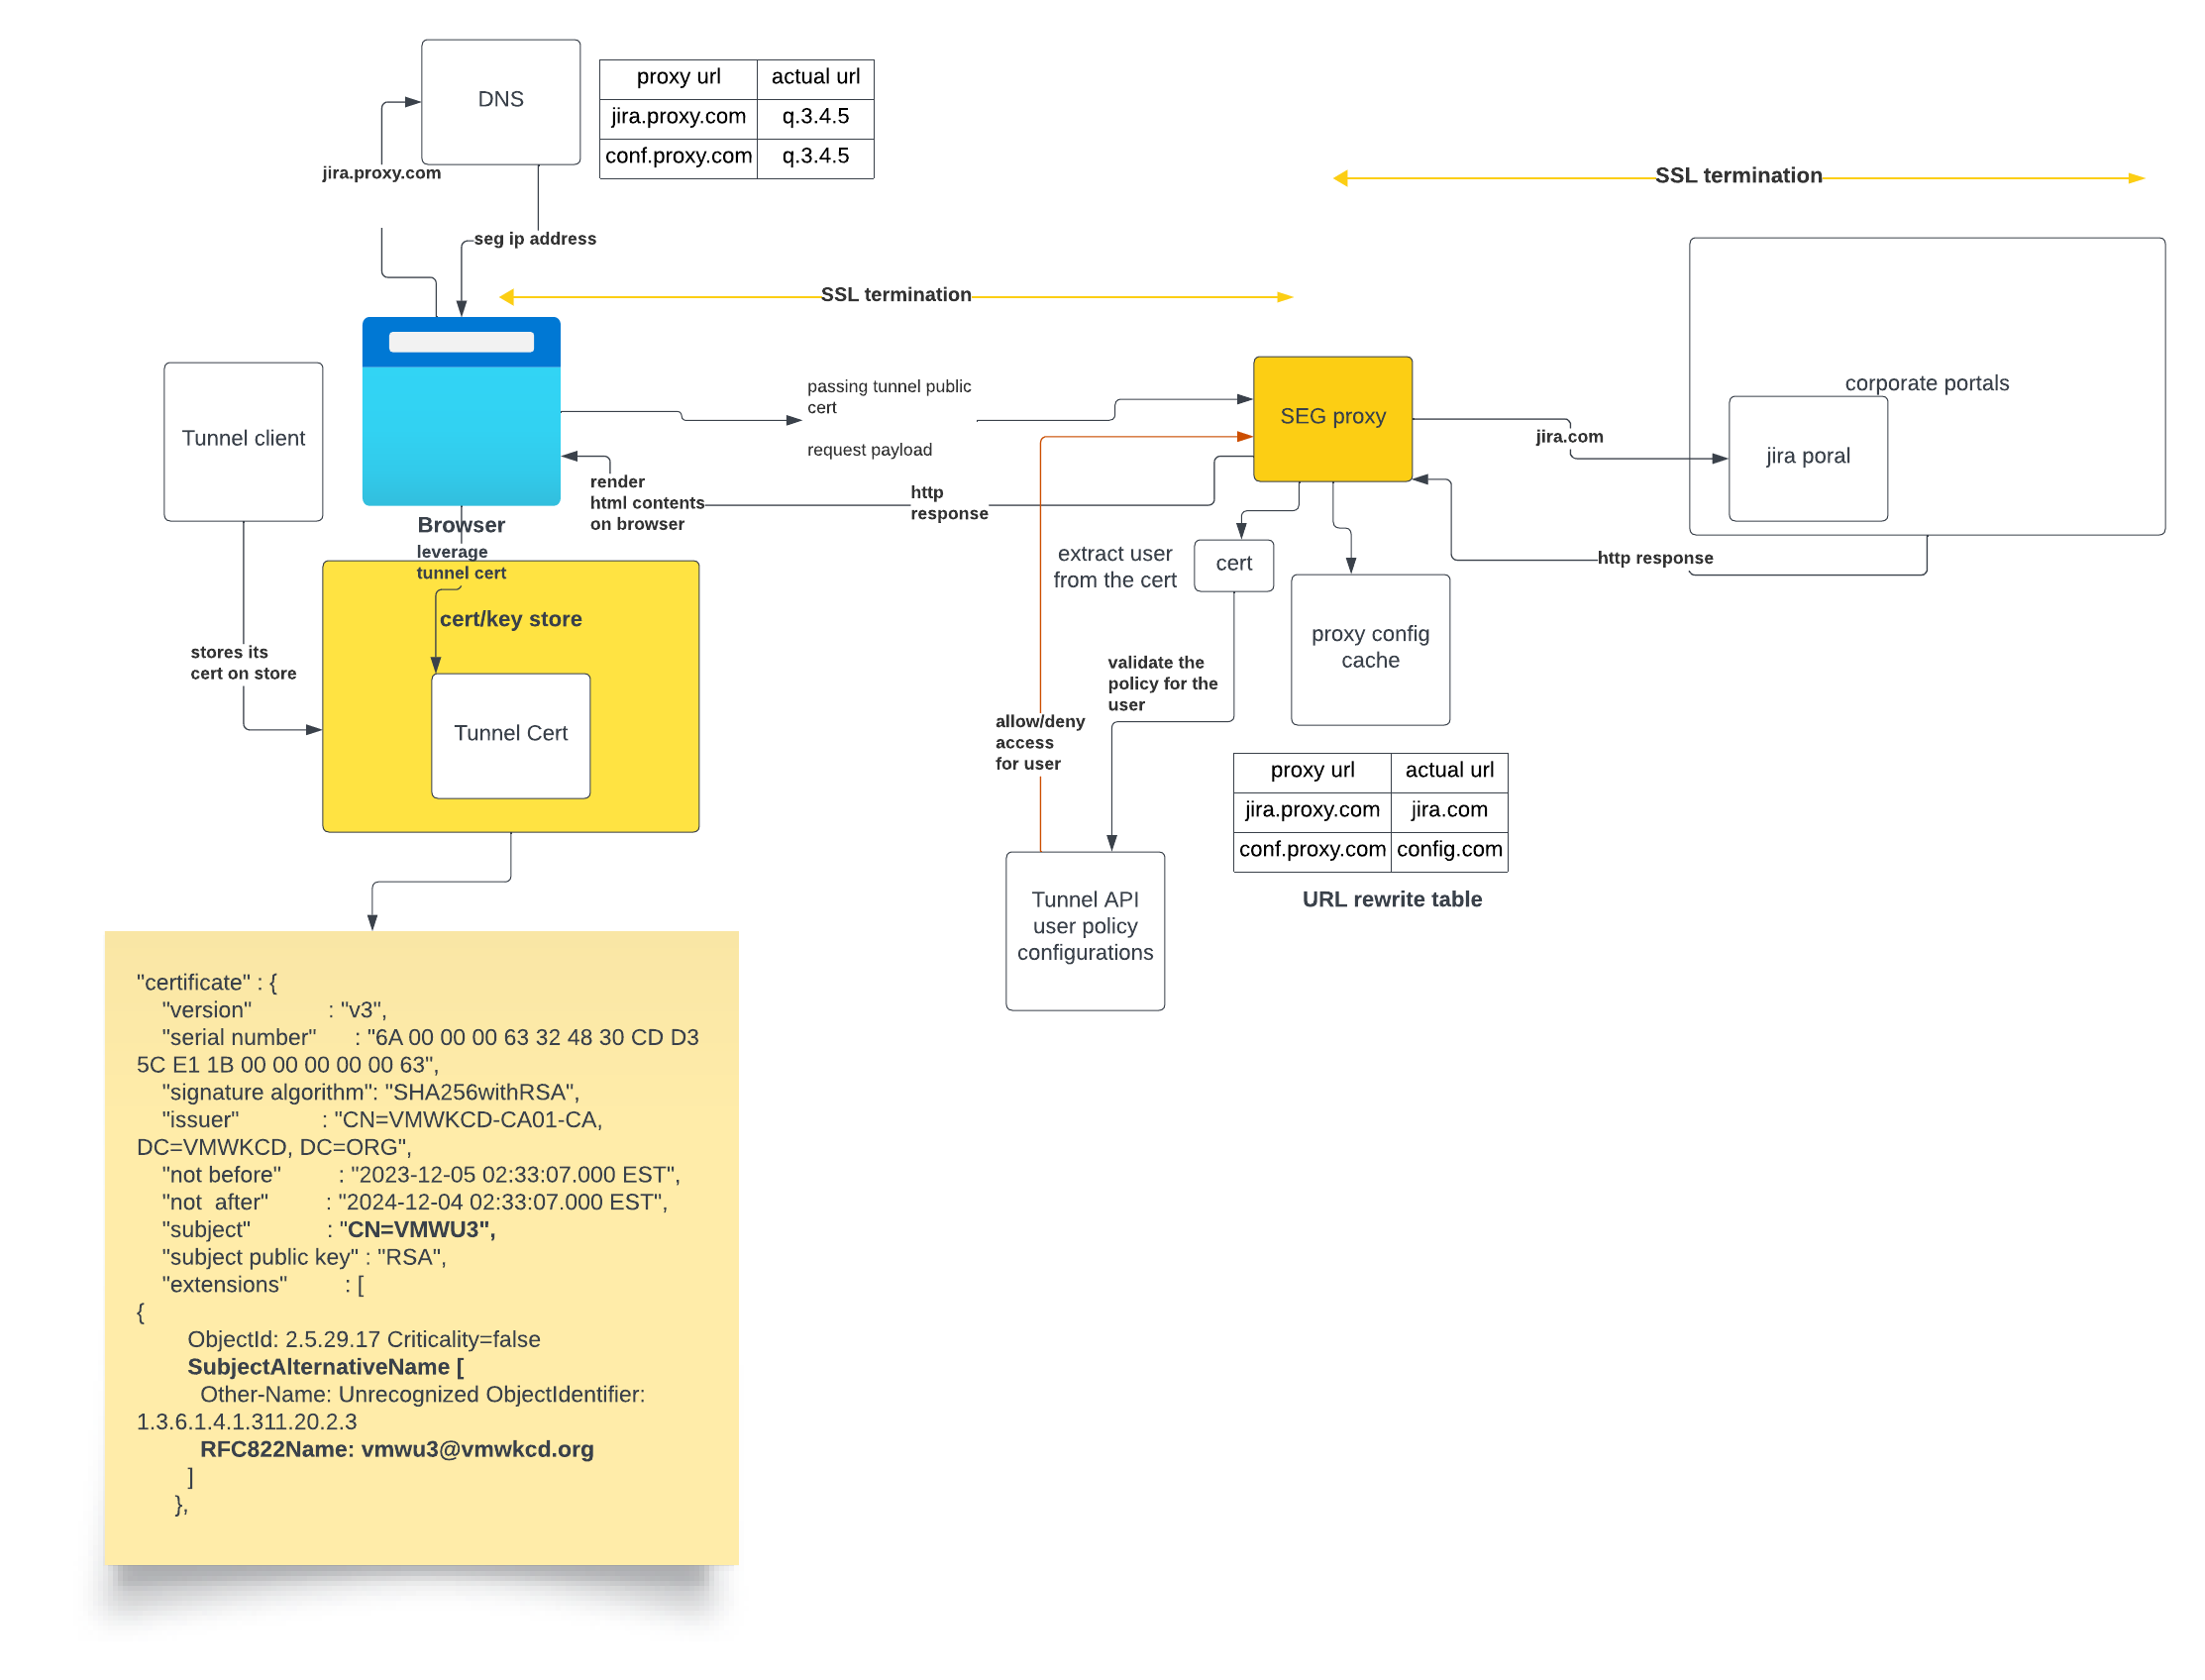 DNS
proxy url actual url
jira.proxy.com q.3.4.5
conf.proxy.com q.3.4.5
jira.proxy.com
seg ip address
SSL termination
SSL termination
corporate portals
jira poral
jira.com
http response
SEG proxy
passing tunnel public
cert
request payload
render
html contents
on browser
http
response
Tunnel client
Browser
leverage
tunnel cert
cert/key store
Tunnel Cert
stores its
cert on store
extract user
from the cert
cert
proxy config
cache
validate the
policy for the
user
allow/deny
access
for user
proxy url actual url
jira.proxy.com jira.com
conf.proxy.com config.com
URL rewrite table
Tunnel API
user policy
configurations
"certificate" : {
"version" : "v3",
"serial number" : "6A 00 00 00 63 32 48 30 CD D3
5C E1 1B 00 00 00 00 00 63",
"signature algorithm": "SHA256withRSA",
"issuer" : "CN=VMWKCD-CA01-CA,
DC=VMWKCD, DC=ORG",
"not before" : "2023-12-05 02:33:07.000 EST",
"not  after" : "2024-12-04 02:33:07.000 EST",
"subject" : "CN=VMWU3",
"subject public key" : "RSA",
"extensions" : [
{
ObjectId: 2.5.29.17 Criticality=false
SubjectAlternativeName [
Other-Name: Unrecognized ObjectIdentifier:
1.3.6.1.4.1.311.20.2.3
RFC822Name: vmwu3@vmwkcd.org
]
},